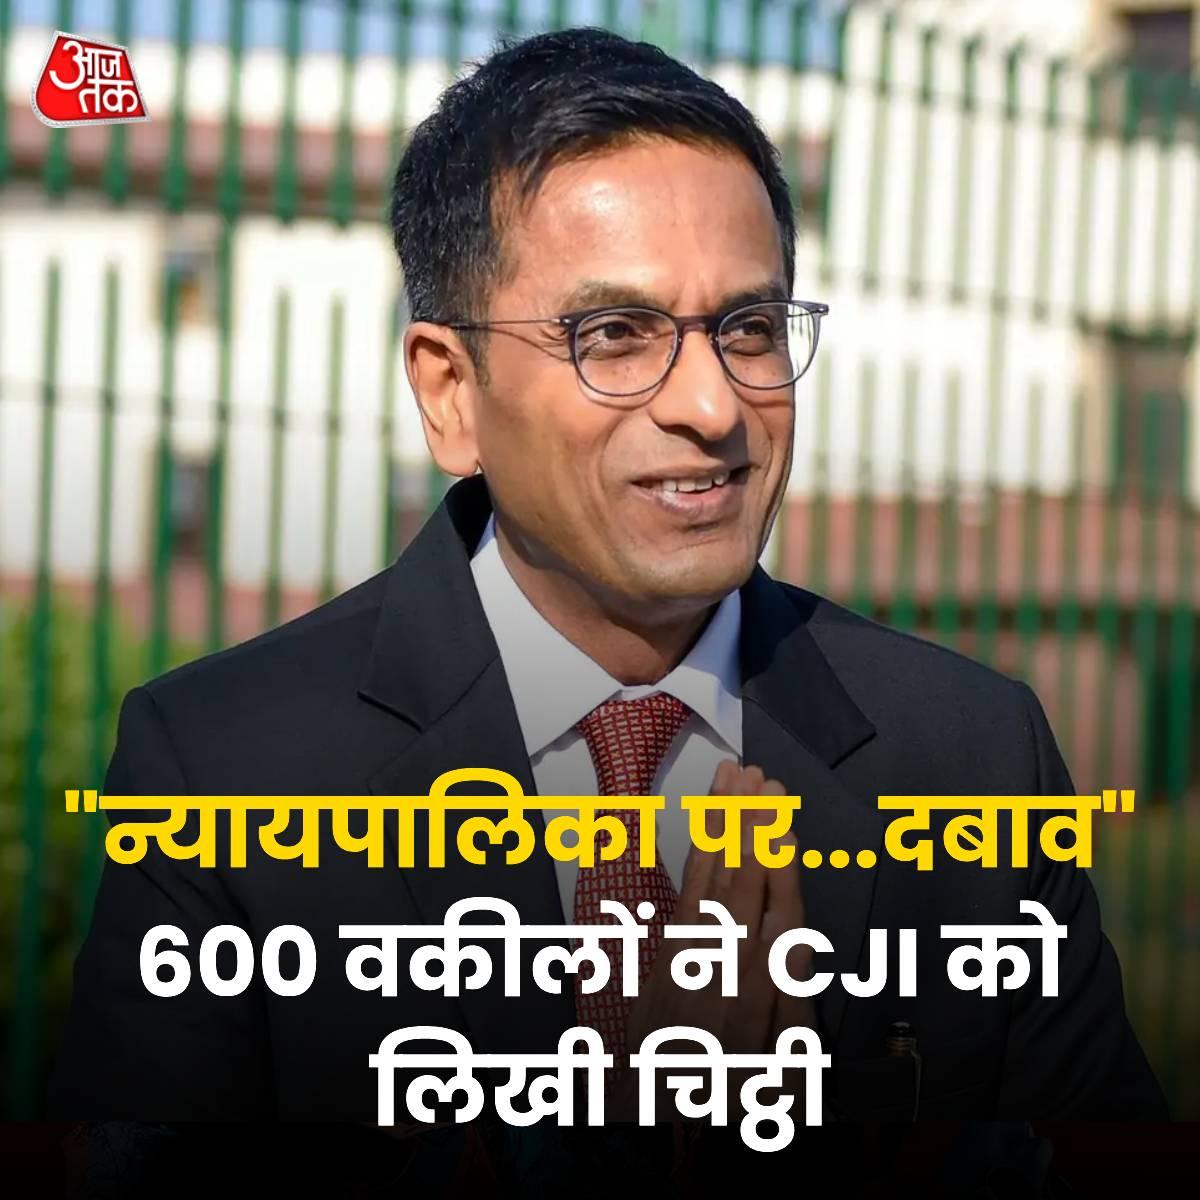 आज
तक
"न्यायपालिका पर...दबाव"
600 वकीलों ने CJI को
लिखी चिट्ठी